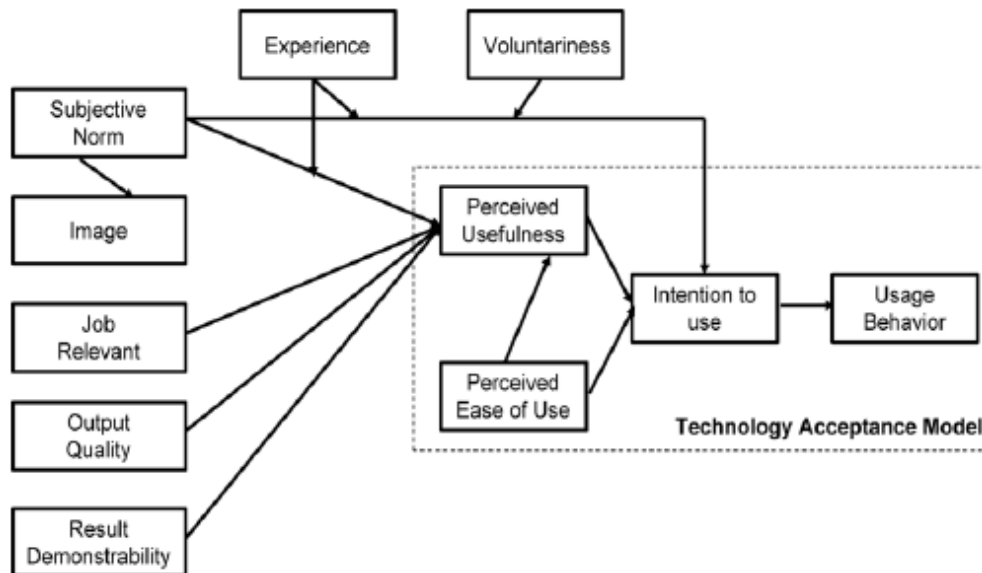 Experience
Voluntariness
Subjective
Norm
Image
Perceived
Usefulness
Job
Relevant
Intention to
use
Usage
Behavior
Perceived
Ease of Use
Output
Quality
Technology Acceptance Model
Result
Demonstrability